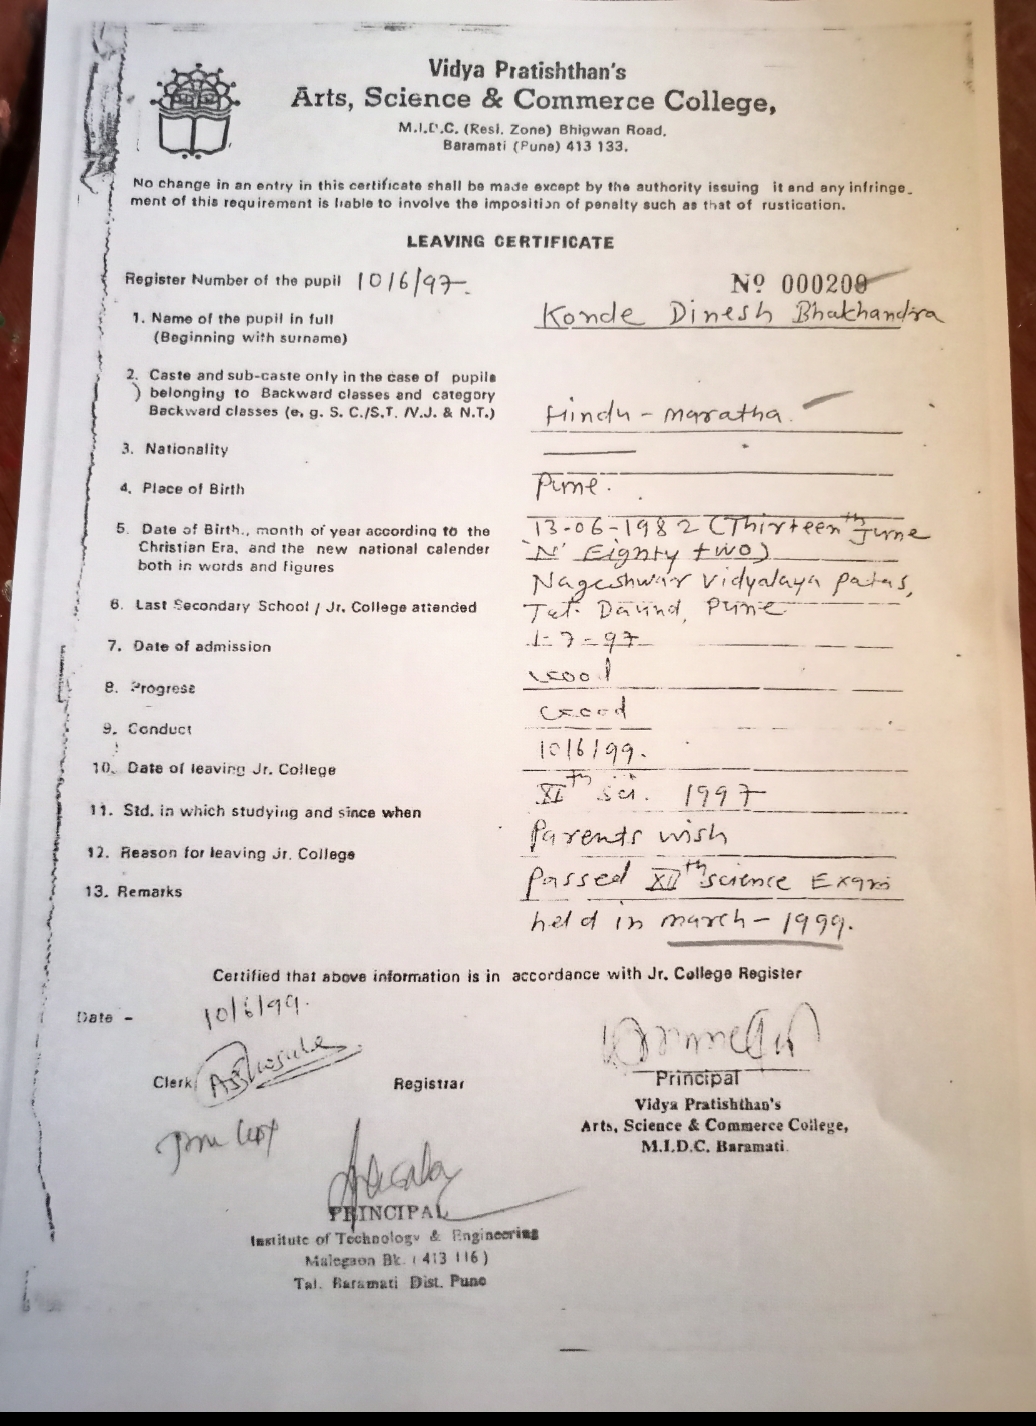 Vidya Pratishthan's
Arts, Science & Commerce College,
M.I.D.C. (Resi. Zone) Bhigwan Road,
Baramati (Pune) 413 133.
No change in an entry in this certificate shall be made except by the authority issuing it and any infringe_
ment of this requirement is liable to involve the imposition of penalty such as that of rustication.
LEAVING CERTIFICATE
Register Number of the pupil 10/6/97. Nº 000200
1. Name of the pupil in full Konde Dinesh Bhakhandra
(Beginning with surname)
2. Caste and sub-caste only in the case of pupils
) belonging to Backward classes and category
Backward classes (e. g. S. C./S.T. /V.J. & N.T.) Hindu - maratha.
3. Nationality ——
4. Place of Birth Pune.
5. Date of Birth., month of year according to the 13-06-1982 (Thirteenth June
Christian Era, and the new national calender 'N' Eighty two)
both in words and figures
6. Last Secondary School / Jr. College attended Nageshwar Vidyalaya patas,
Tal. Daund, Pune
7. Date of admission 1-7-97
8. Progress Good
9. Conduct Good
10. Date of leaving Jr. College 10/6/99.
11. Std. in which studying and since when XIth sci. 1997
12. Reason for leaving Jr. College Parents wish
13. Remarks Passed XIIth science Exam
held in march - 1999.
Certified that above information is in accordance with Jr. College Register
Date - 10/6/99.
Clerk Registrar Principal
Vidya Pratishthan's
Arts, Science & Commerce College,
M.I.D.C. Baramati.
PRINCIPAL
Institute of Technology & Engineering
Malegaon Bk. (413 116)
Tal. Baramati Dist. Pune